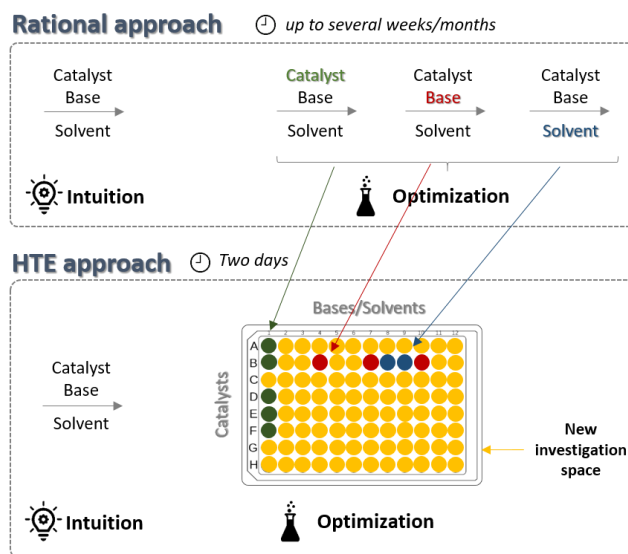 Rational approach
up to several weeks/months
Catalyst
Base
Solvent
Catalyst
Base
Solvent
Catalyst
Base
Solvent
Catalyst
Base
Solvent
Intuition
Optimization
HTE approach
Two days
Bases/Solvents
1 2 3 4 5 6 7 8 9 10 11 12
Catalyst
Base
Solvent
Catalysts
A
B
C
D
E
F
G
H
New
investigation
space
Intuition
Optimization